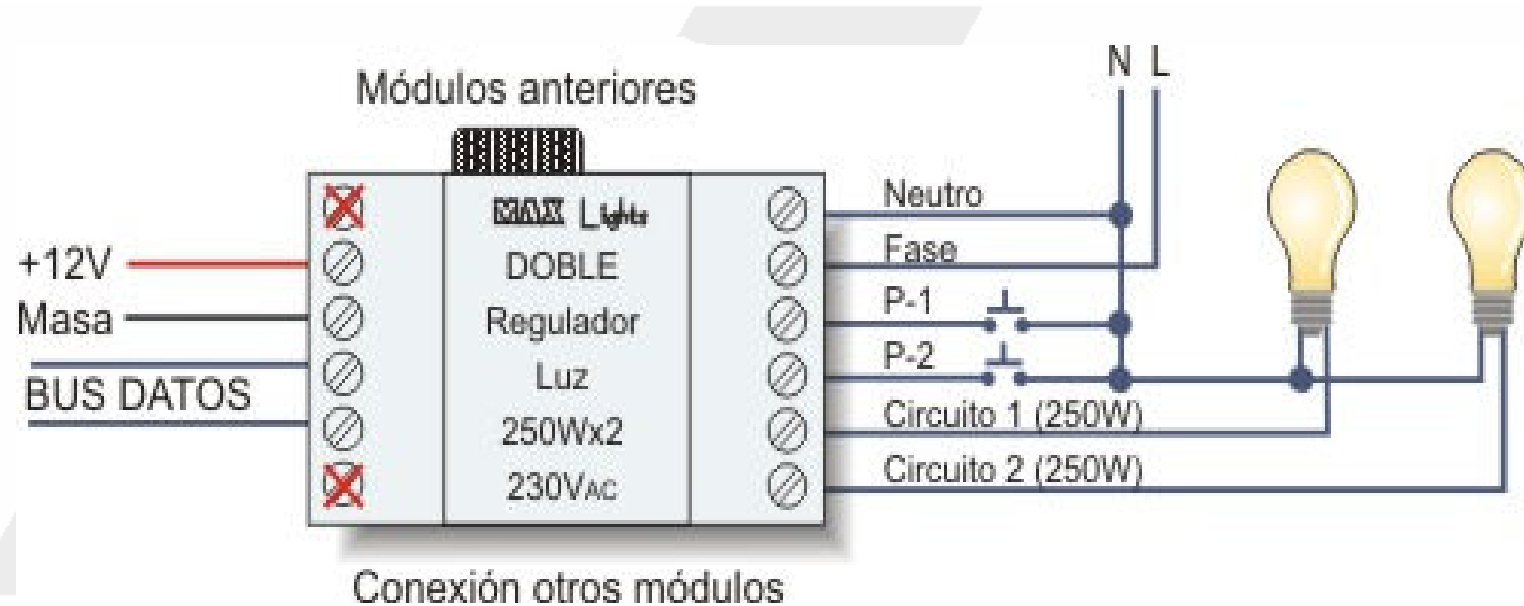 N L
Módulos anteriores
MAX Lights
DOBLE
Regulador
Luz
250Wx2
230VAC
+12V
Masa
BUS DATOS
Neutro
Fase
P-1
P-2
Circuito 1 (250W)
Circuito 2 (250W)
Conexión otros módulos